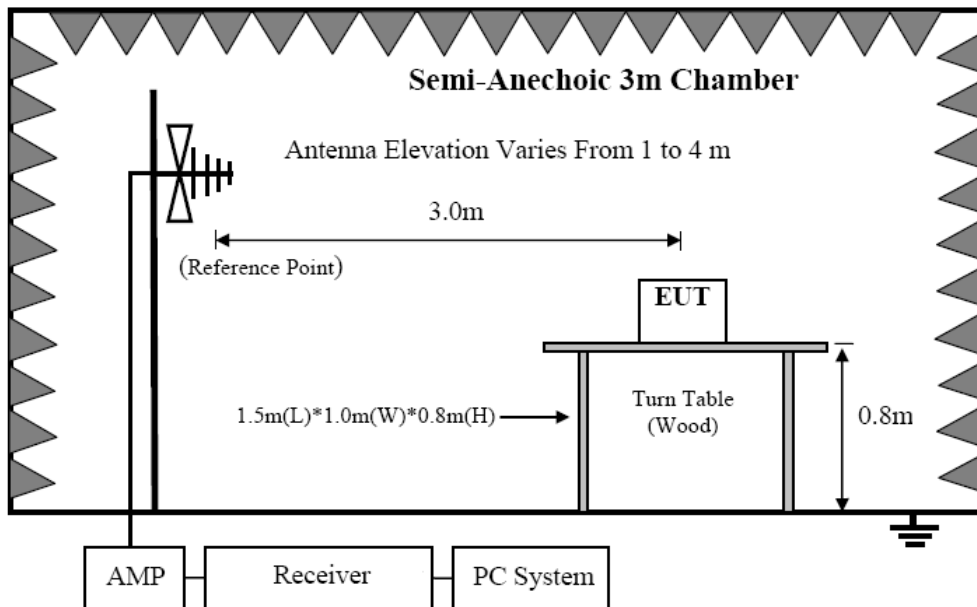 Semi-Anechoic 3m Chamber
Antenna Elevation Varies From 1 to 4 m
3.0m
(Reference Point)
EUT
1.5m(L)*1.0m(W)*0.8m(H)
Turn Table
(Wood)
0.8m
AMP
Receiver
PC System